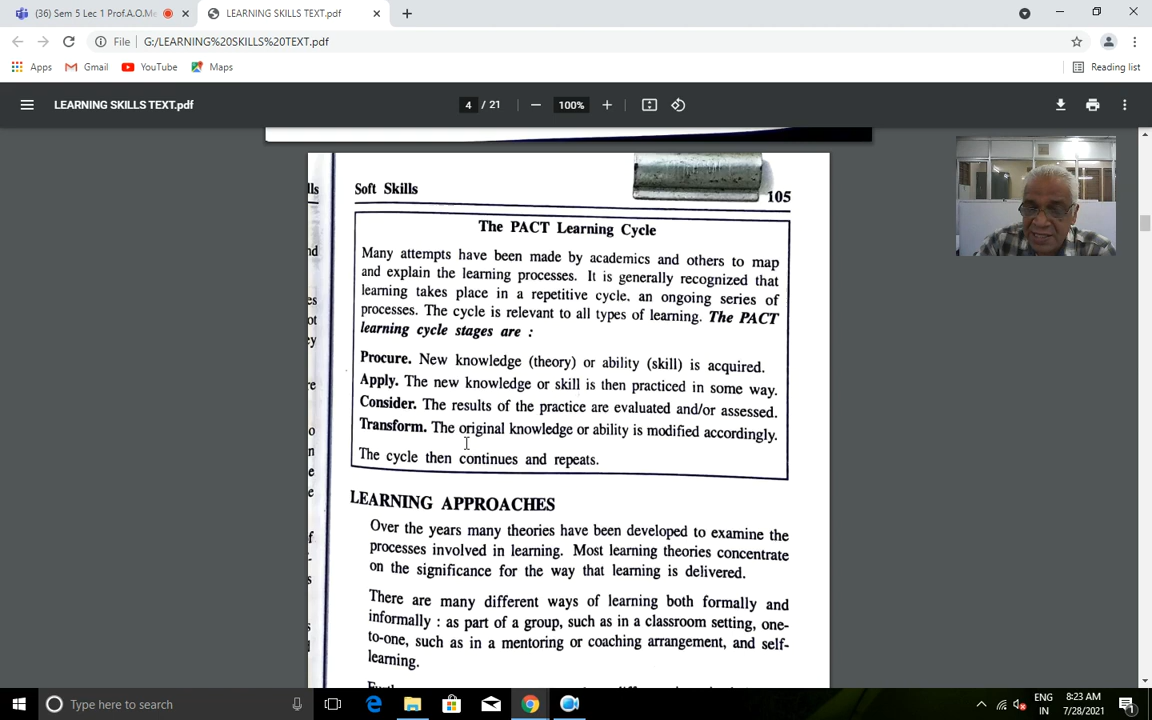 (36) Sem 5 Lec 1 Prof.A.O.Me
LEARNING SKILLS TEXT.pdf
File
G:/LEARNING%20SKILLS%20TEXT.pdf
Apps
Gmail
YouTube
Maps
Reading list
LEARNING SKILLS TEXT.pdf
4 / 21
100%
Soft Skills
105
The PACT Learning Cycle
Many attempts have been made by academics and others to map
and explain the learning processes. It is generally recognized that
learning takes place in a repetitive cycle. an ongoing series of
processes. The cycle is relevant to all types of learning. The PACT
learning cycle stages are :
Procure. New knowledge (theory) or ability (skill) is acquired.
Apply. The new knowledge or skill is then practiced in some way.
Consider. The results of the practice are evaluated and/or assessed.
Transform. The original knowledge or ability is modified accordingly.
The cycle then continues and repeats.
LEARNING APPROACHES
Over the years many theories have been developed to examine the
processes involved in learning. Most learning theories concentrate
on the significance for the way that learning is delivered.
There are many different ways of learning both formally and
informally : as part of a group, such as in a classroom setting, one-
to-one, such as in a mentoring or coaching arrangement, and self-
learning.
Type here to search
ENG
IN
8:23 AM
7/28/2021